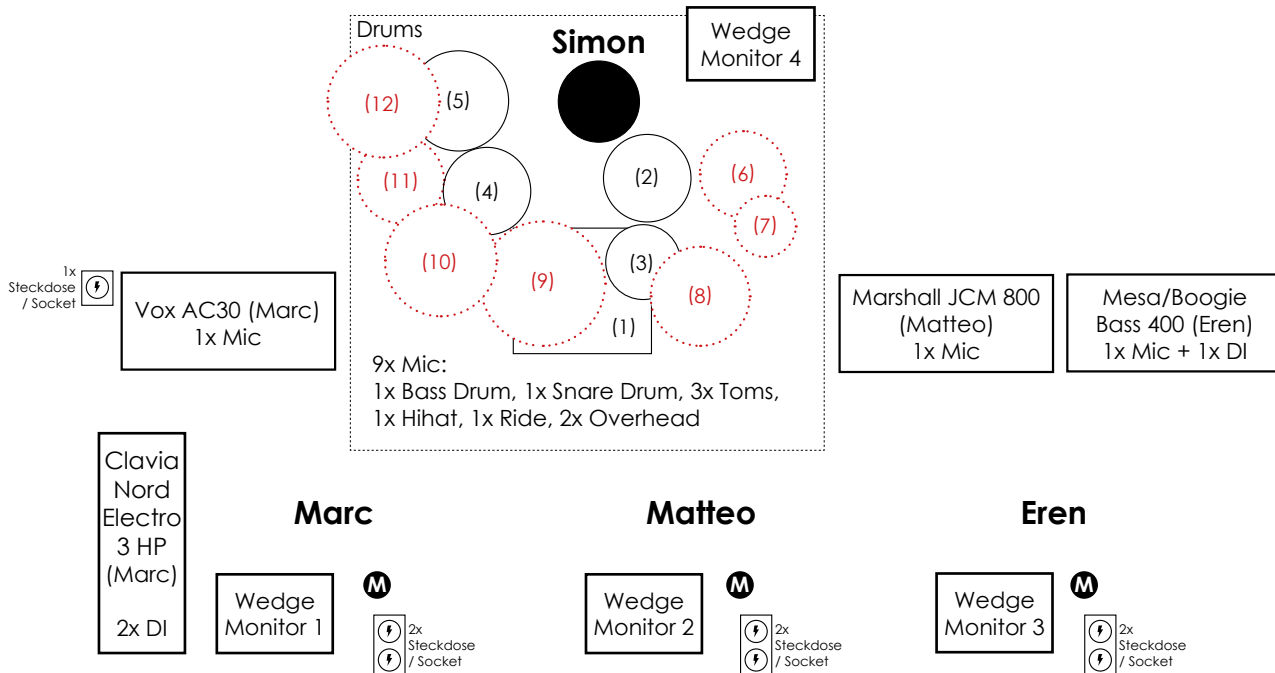 Drums
Simon
Wedge
Monitor 4
(12)
(5)
(11)
(4)
(2)
(6)
(7)
(10)
(9)
(3)
(8)
(1)
1x
Steckdose
/ Socket
Vox AC30 (Marc)
1x Mic
9x Mic:
1x Bass Drum, 1x Snare Drum, 3x Toms,
1x Hihat, 1x Ride, 2x Overhead
Marshall JCM 800
(Matteo)
1x Mic
Mesa/Boogie
Bass 400 (Eren)
1x Mic + 1x DI
Clavia
Nord
Electro
3 HP
(Marc)
2x DI
Marc
Wedge
Monitor 1
M
2x
Steckdose
/ Socket
Matteo
Wedge
Monitor 2
M
2x
Steckdose
/ Socket
Eren
Wedge
Monitor 3
M
2x
Steckdose
/ Socket